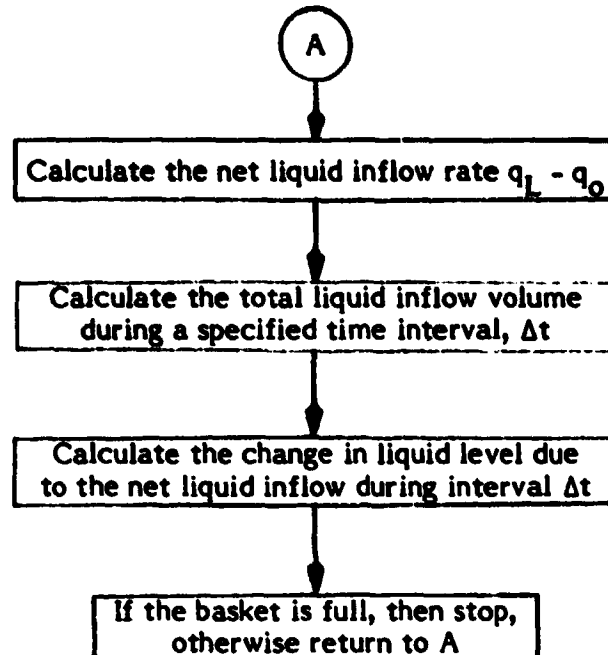 A
Calculate the net liquid inflow rate q_L - q_o
Calculate the total liquid inflow volume
during a specified time interval, Δt
Calculate the change in liquid level due
to the net liquid inflow during interval Δt
If the basket is full, then stop,
otherwise return to A